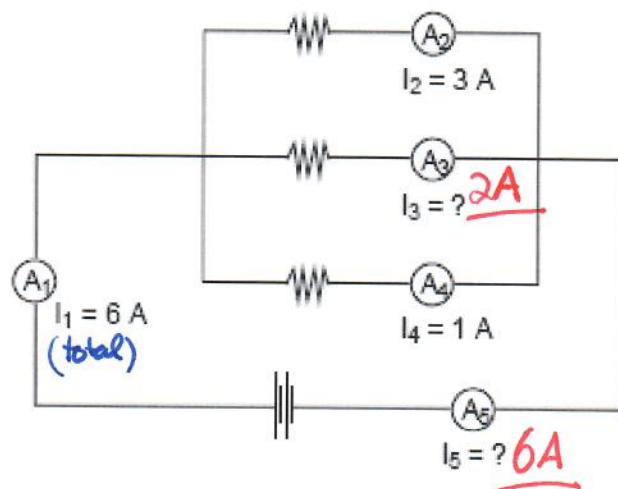 A2
I2 = 3 A
A3
I3 = ? 2A
A1
I1 = 6 A
(total)
A4
I4 = 1 A
A5
I5 = ? 6A